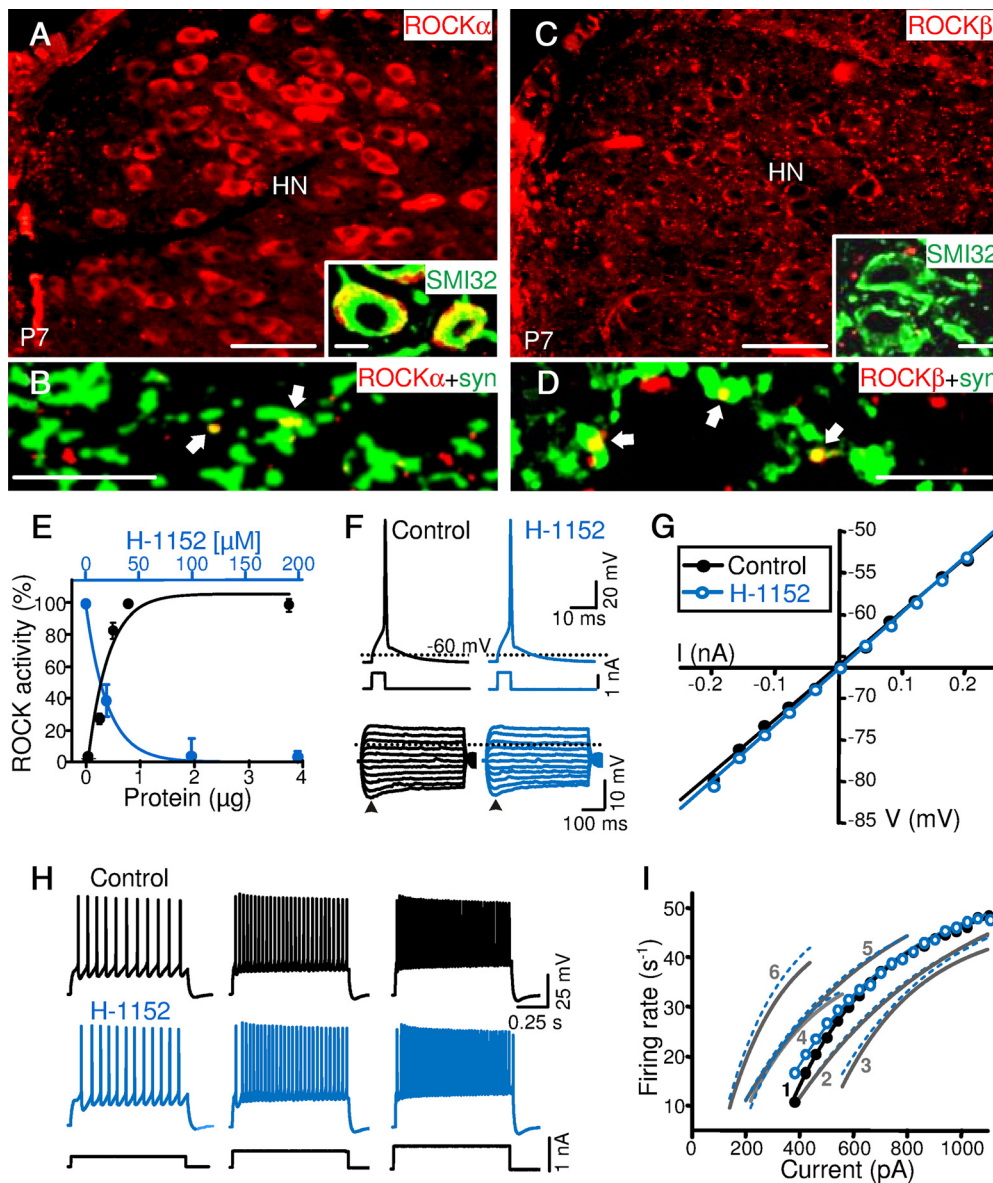 A
ROCKα
HN
SMI32
P7
C
ROCKβ
HN
SMI32
P7
B
ROCKα+syn
D
ROCKβ+syn
E
H-1152 [µM]
0 50 100 150 200
ROCK activity (%)
100
80
60
40
20
0
0 1 2 3 4
Protein (µg)
F
Control
H-1152
20 mV
10 ms
-60 mV
1 nA
10 mV
100 ms
G
Control
H-1152
I (nA)
-0.2 -0.1 0.1 0.2
-50
-55
-60
-65
-70
-75
-80
-85
V (mV)
H
Control
25 mV
0.25 s
H-1152
1 nA
I
Firing rate (s⁻¹)
50
40
30
20
10
0 200 400 600 800 1000
Current (pA)
6
5
4
3
2
1